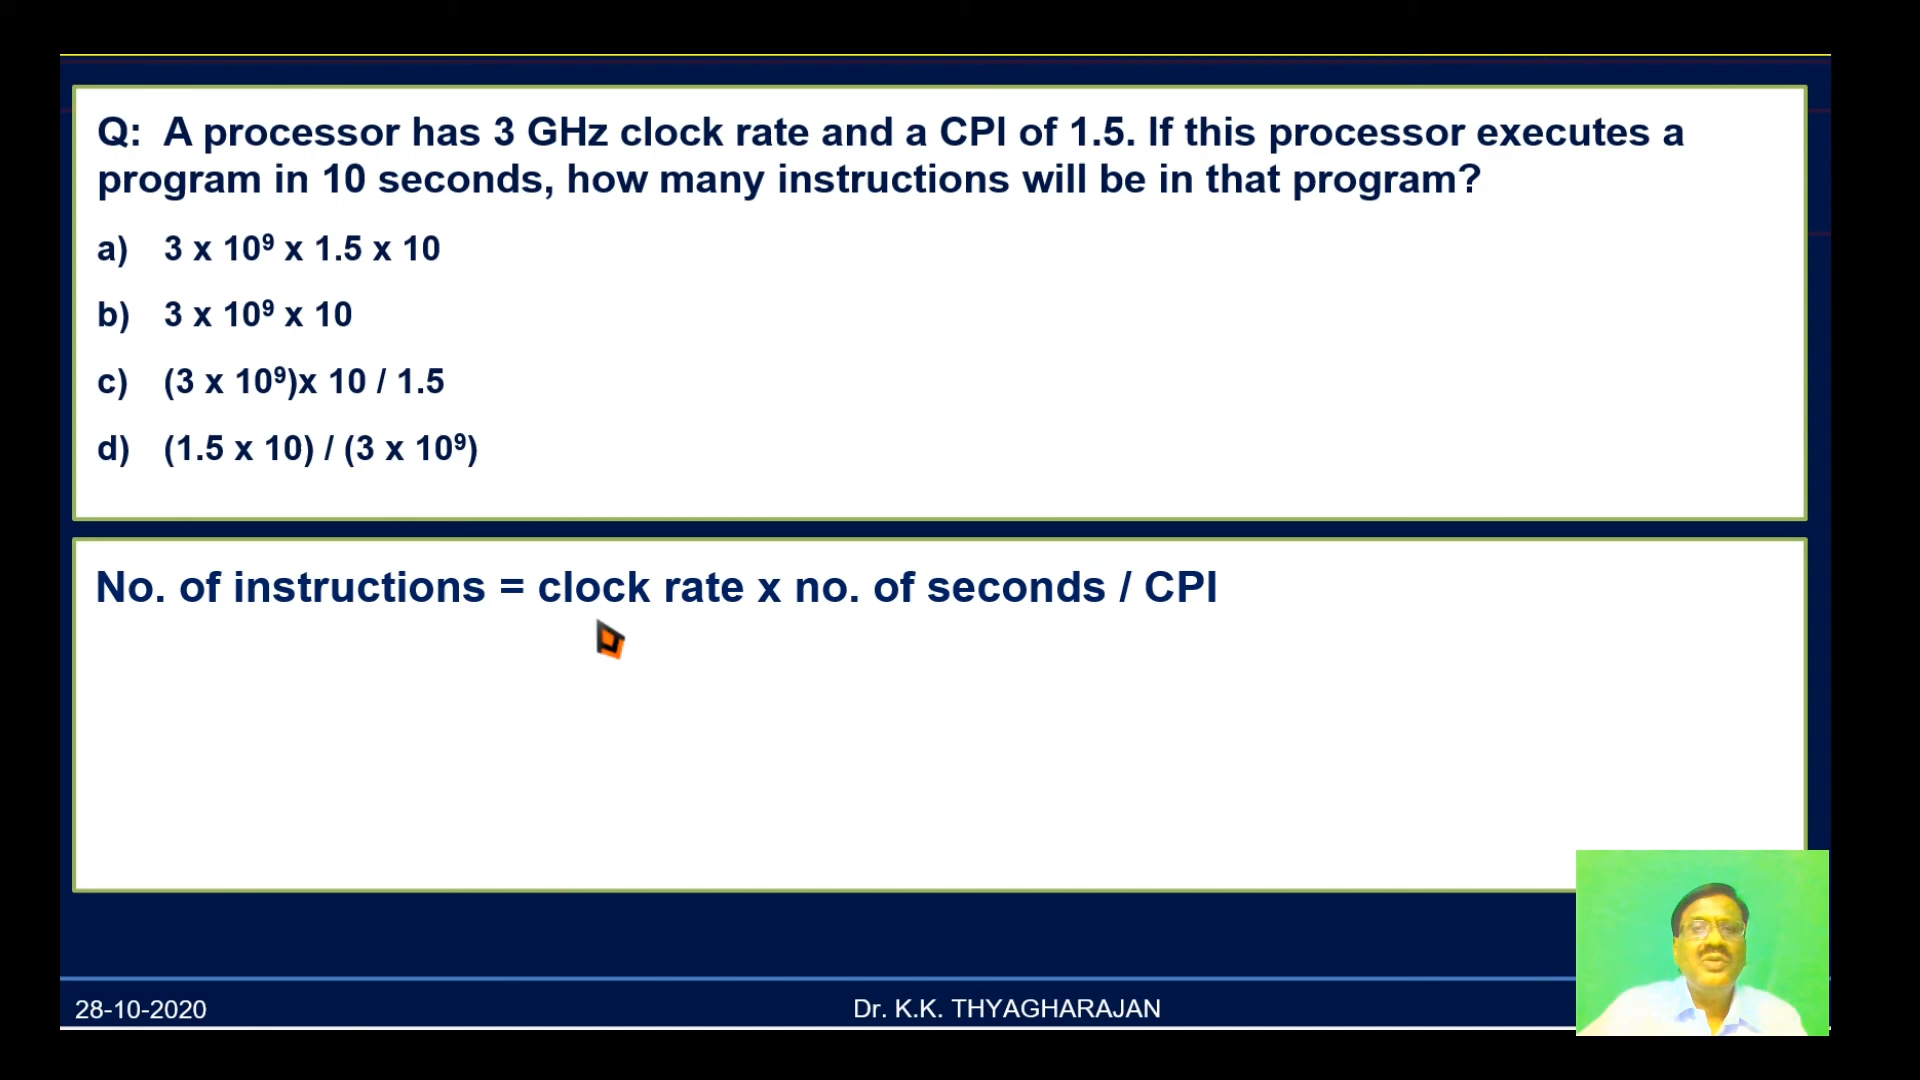 Q: A processor has 3 GHz clock rate and a CPI of 1.5. If this processor executes a
program in 10 seconds, how many instructions will be in that program?
a) 3 x 10⁹ x 1.5 x 10
b) 3 x 10⁹ x 10
c) (3 x 10⁹)x 10 / 1.5
d) (1.5 x 10) / (3 x 10⁹)
No. of instructions = clock rate x no. of seconds / CPI
28-10-2020
Dr. K.K. THYAGHARAJAN